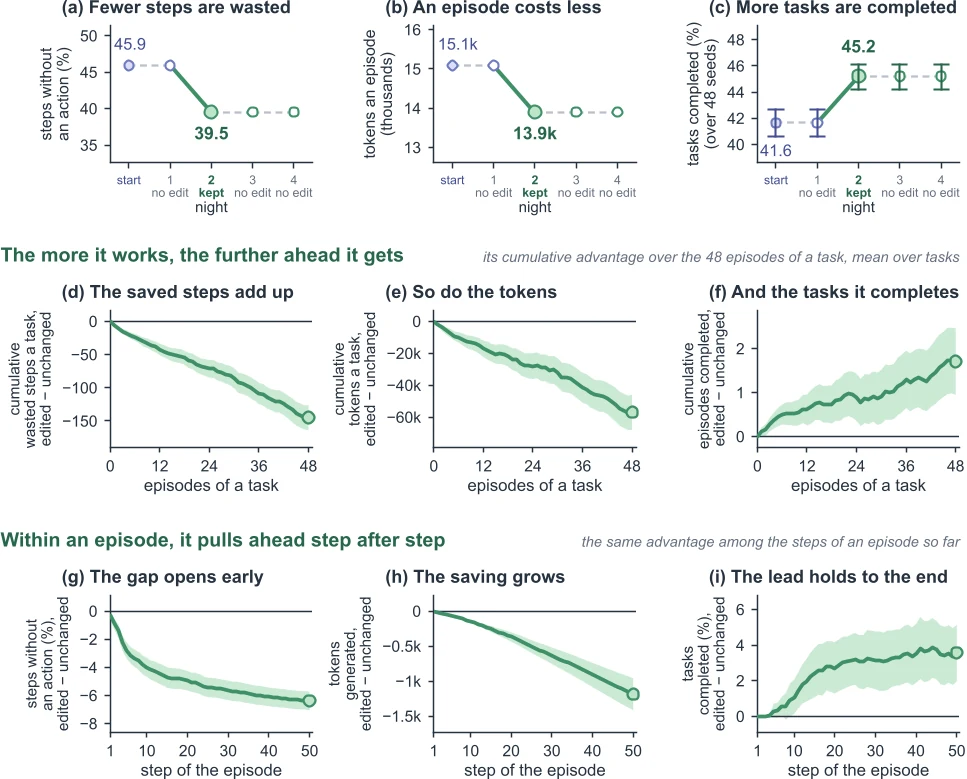 (a) Fewer steps are wasted
steps without
an action (%)
50
45
40
35
45.9
39.5
start
1
no edit
2
kept
3
no edit
4
no edit
night
(b) An episode costs less
tokens an episode
(thousands)
16
15
14
13
15.1k
13.9k
start
1
no edit
2
kept
3
no edit
4
no edit
night
(c) More tasks are completed
tasks completed (%)
(over 48 seeds)
48
46
44
42
40
45.2
41.6
start
1
no edit
2
kept
3
no edit
4
no edit
night
The more it works, the further ahead it gets
its cumulative advantage over the 48 episodes of a task, mean over tasks
(d) The saved steps add up
cumulative
wasted steps a task,
edited − unchanged
0
−50
−100
−150
0 12 24 36 48
episodes of a task
(e) So do the tokens
cumulative
tokens a task,
edited − unchanged
0
−20k
−40k
−60k
0 12 24 36 48
episodes of a task
(f) And the tasks it completes
cumulative
episodes completed,
edited − unchanged
2
1
0
0 12 24 36 48
episodes of a task
Within an episode, it pulls ahead step after step
the same advantage among the steps of an episode so far
(g) The gap opens early
steps without
an action (%),
edited − unchanged
0
−2
−4
−6
−8
1 10 20 30 40 50
step of the episode
(h) The saving grows
tokens
generated,
edited − unchanged
0
−0.5k
−1k
−1.5k
1 10 20 30 40 50
step of the episode
(i) The lead holds to the end
tasks
completed (%),
edited − unchanged
6
4
2
0
1 10 20 30 40 50
step of the episode